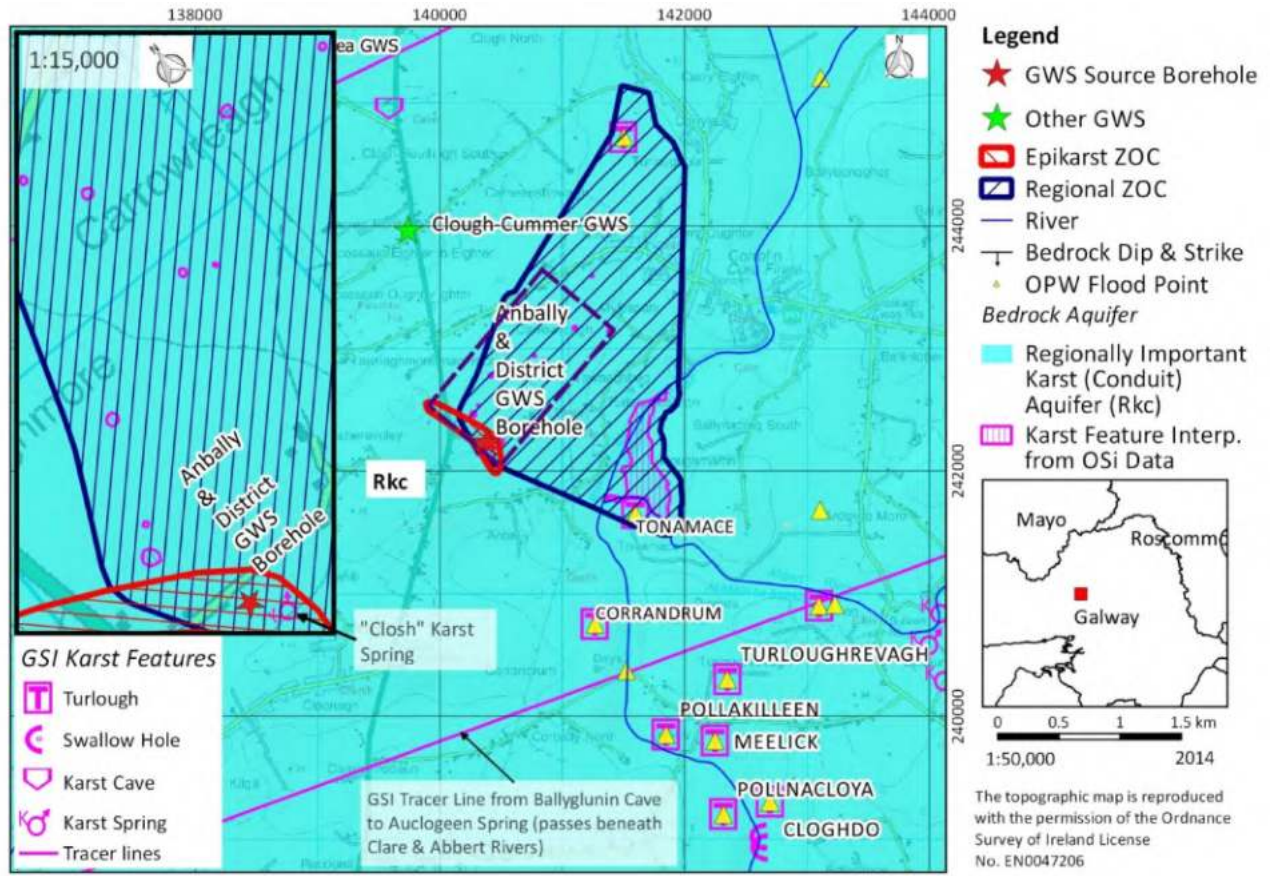 138000
140000
142000
144000
1:15,000
N
ea GWS
N
Carrowreagh
nmore
Anbally
&
District
GWS
Borehole
"Closh" Karst
Spring
GSI Karst Features
Turlough
Swallow Hole
Karst Cave
Karst Spring
Tracer lines
Clough-Cummer GWS
Anbally
&
District
GWS
Borehole
Rkc
TONAMACE
CORRANDRUM
TURLOUGHREVAGH
POLLAKILLEEN
MEELICK
POLLNACLOYA
CLOGHDO
GSI Tracer Line from Ballyglunin Cave
to Auclogeen Spring (passes beneath
Clare & Abbert Rivers)
244000
242000
240000
Legend
GWS Source Borehole
Other GWS
Epikarst ZOC
Regional ZOC
River
Bedrock Dip & Strike
OPW Flood Point
Bedrock Aquifer
Regionally Important
Karst (Conduit)
Aquifer (Rkc)
Karst Feature Interp.
from OSi Data
Mayo
Roscomm
Galway
0 0.5 1 1.5 km
1:50,000 2014
The topographic map is reproduced
with the permission of the Ordnance
Survey of Ireland License
No. EN0047206